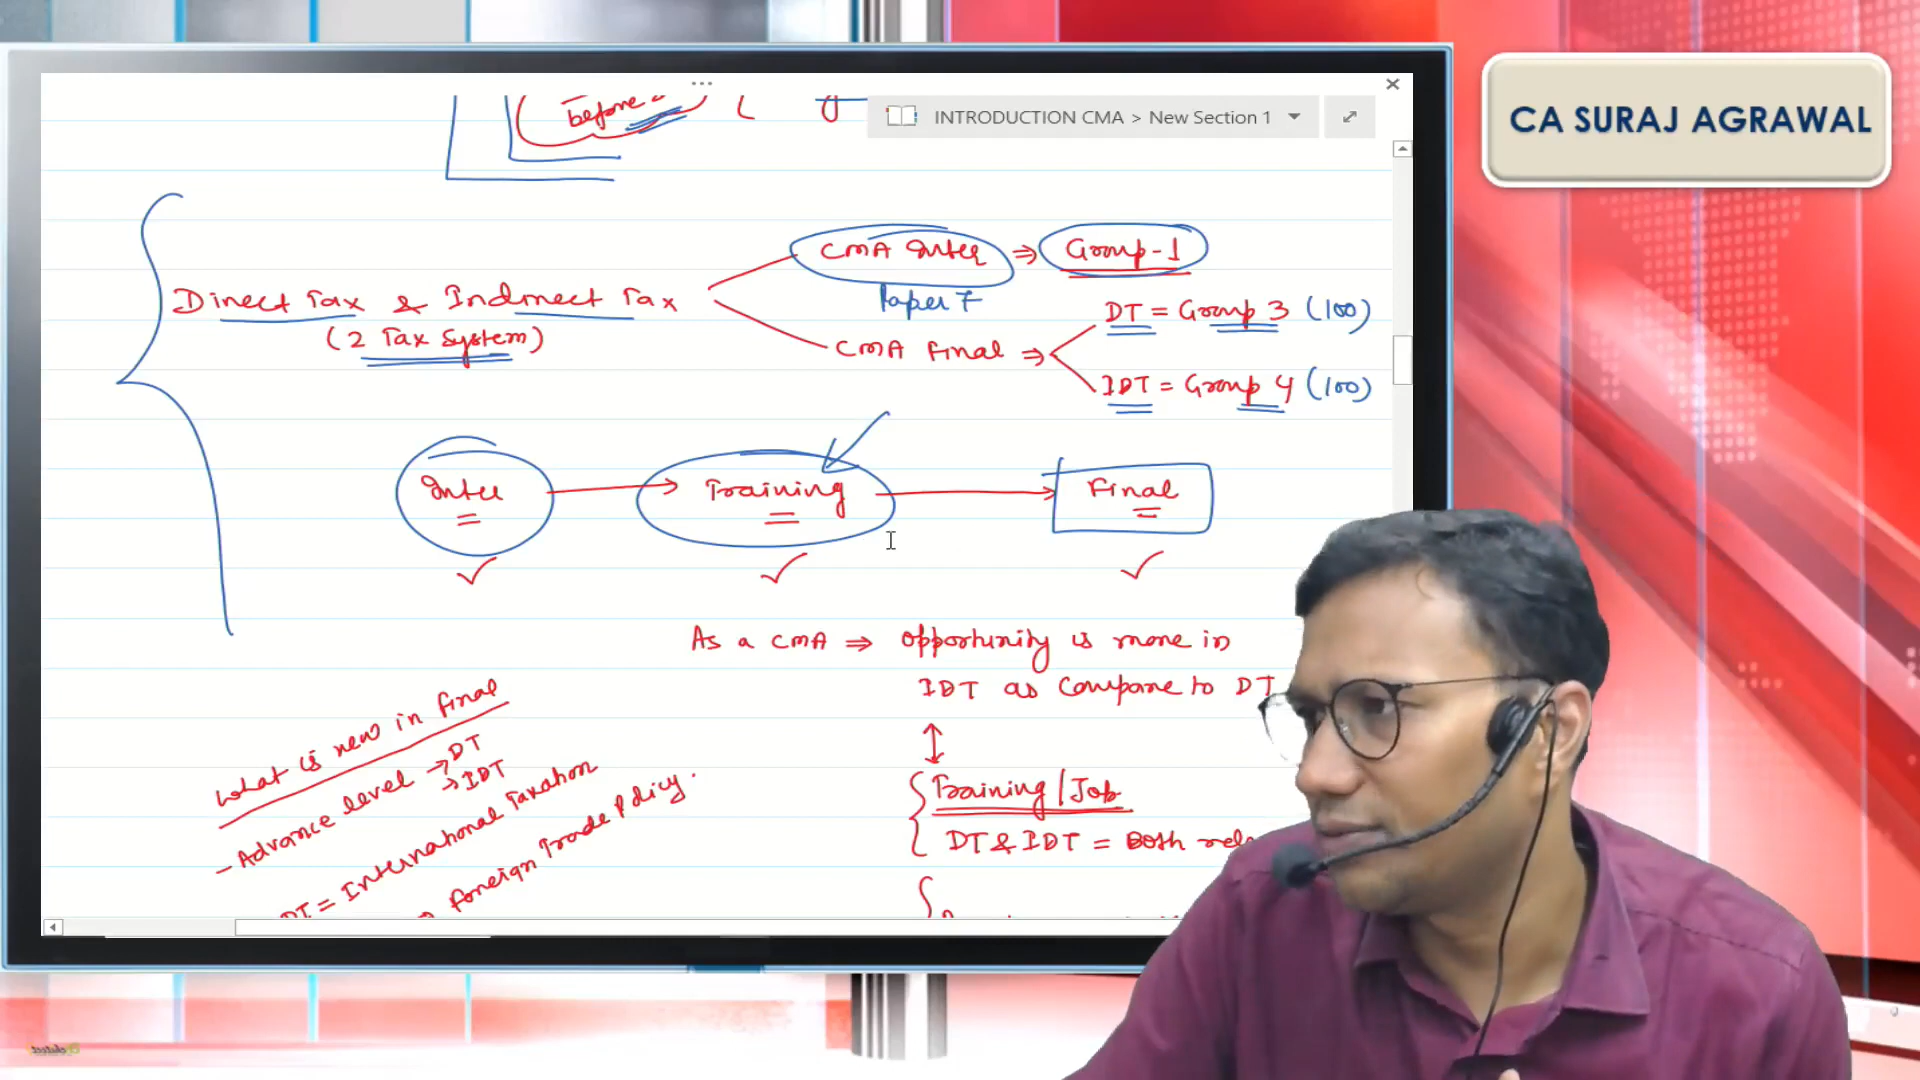 CA SURAJ AGRAWAL
INTRODUCTION CMA > New Section 1
before
CMA Inter ⇒ Group-1
Paper 7
Direct Tax & Indirect Tax
(2 Tax System)
DT = Group 3 (100)
CMA Final ⇒
IDT = Group 4 (100)
Inter
Training
Final
As a CMA ⇒ opportunity is more in
IDT as compare to DT
What is new in final
- Advance level → DT
→ IDT
DT = International Taxation
foreign Trade policy.
Training / Job
DT & IDT = Both